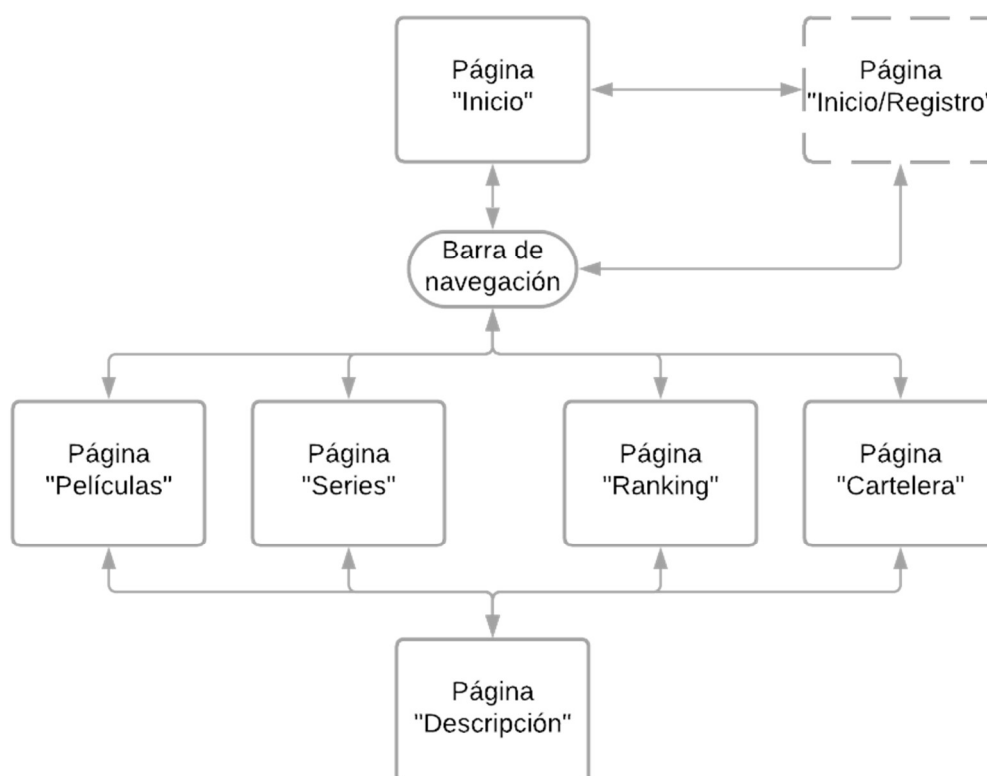 Página
"Inicio"
Página
"Inicio/Registro"
Barra de
navegación
Página
"Películas"
Página
"Series"
Página
"Ranking"
Página
"Cartelera"
Página
"Descripción"